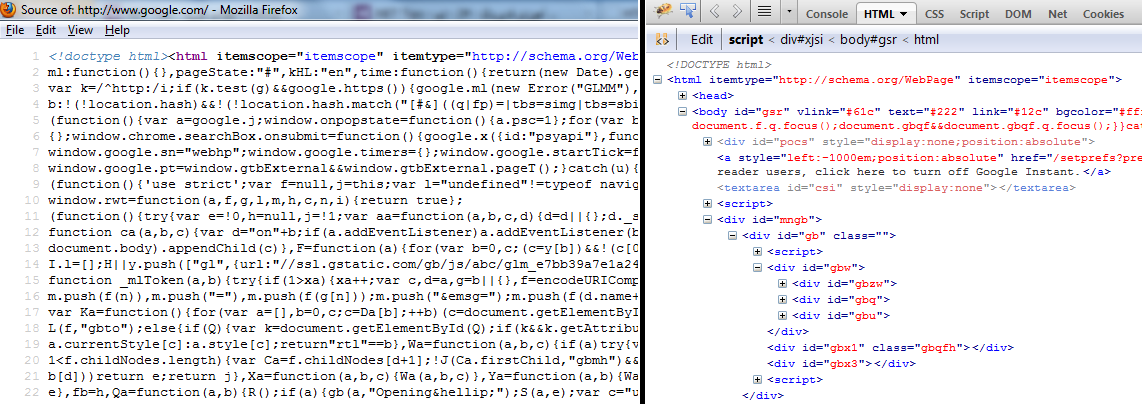 Source of: http://www.google.com/ - Mozilla Firefox
File Edit View Help
1 <!doctype html><html itemscope="itemscope" itemtype="http://schema.org/Web
2 ml:function(){},pageState:"#",kHL:"en",time:function(){return(new Date).ge
3 var k=/^http:/i;if(k.test(g)&&google.https()){google.ml(new Error("GLMM"),
4 b:!(!location.hash)&&!(!location.hash.match("[#&]((q|fp)=|tbs=simg|tbs=sbi
5 (function(){var a=google.j;window.onpopstate=function(){a.psc=1};for(var b
6 {};window.chrome.searchBox.onsubmit=function(){google.x({id:"psyapi"},func
7 window.google.sn="webhp";window.google.timers={};window.google.startTick=f
8 window.google.pt=window.gtbExternal&&window.gtbExternal.pageT();}catch(u){
9 (function(){'use strict';var f=null,j=this;var l="undefined"!=typeof navig
10 window.rwt=function(a,f,g,l,m,h,c,n,i){return true};
11 (function(){try{var e=!0,h=null,j=!1;var aa=function(a,b,c,d){d=d||{};d._s
12 function ca(a,b,c){var d="on"+b;if(a.addEventListener)a.addEventListener(b
13 document.body).appendChild(c)},F=function(a){for(var b=0,c;(c=y[b])&&!(c[0
14 I.l=[];H||y.push(["gl",{url:"//ssl.gstatic.com/gb/js/abc/glm_e7bb39a7e1a24
15 function _mlToken(a,b){try{if(1>xa){xa++;var c,d=a,g=b||{},f=encodeURIComp
16 m.push(f(n)),m.push("="),m.push(f(g[n]));m.push("&emsg=");m.push(f(d.name+
17 var Ka=function(){for(var a=[],b=0,c;c=Da[b];++b)(c=document.getElementByI
18 L(f,"gbto");else{if(Q){var k=document.getElementById(Q);if(k&&k.getAttribu
19 a.currentStyle[c]:a.style[c];return"rtl"==b},Wa=function(a,b,c){if(a)try{v
20 1<f.childNodes.length){var Ca=f.childNodes[d+1];!J(Ca.firstChild,"gbmh")&&
21 b[d]))return e;return j},Xa=function(a,b,c){Wa(a,b,c)},Ya=function(a,b){Wa
22 e},fb=h,Qa=function(a,b){R();if(a){gb(a,"Opening&hellip;");S(a,e);var c="u
Console HTML CSS Script DOM Net Cookies
Edit script < div#xjsi < body#gsr < html
<!DOCTYPE html>
<html itemtype="http://schema.org/WebPage" itemscope="itemscope">
<head>
<body id="gsr" vlink="#61c" text="#222" link="#12c" bgcolor="#fff
document.f.q.focus();document.gbqf&&document.gbqf.q.focus();}}cat
<div id="pocs" style="display:none;position:absolute">
<a style="left:-1000em;position:absolute" href="/setprefs?pre
reader users, click here to turn off Google Instant.</a>
<textarea id="csi" style="display:none"></textarea>
<script>
<div id="mngb">
<div id="gb" class="">
<script>
<div id="gbw">
<div id="gbzw">
<div id="gbq">
<div id="gbu">
</div>
<div id="gbx1" class="gbqfh"></div>
<div id="gbx3"></div>
<script>
</div>